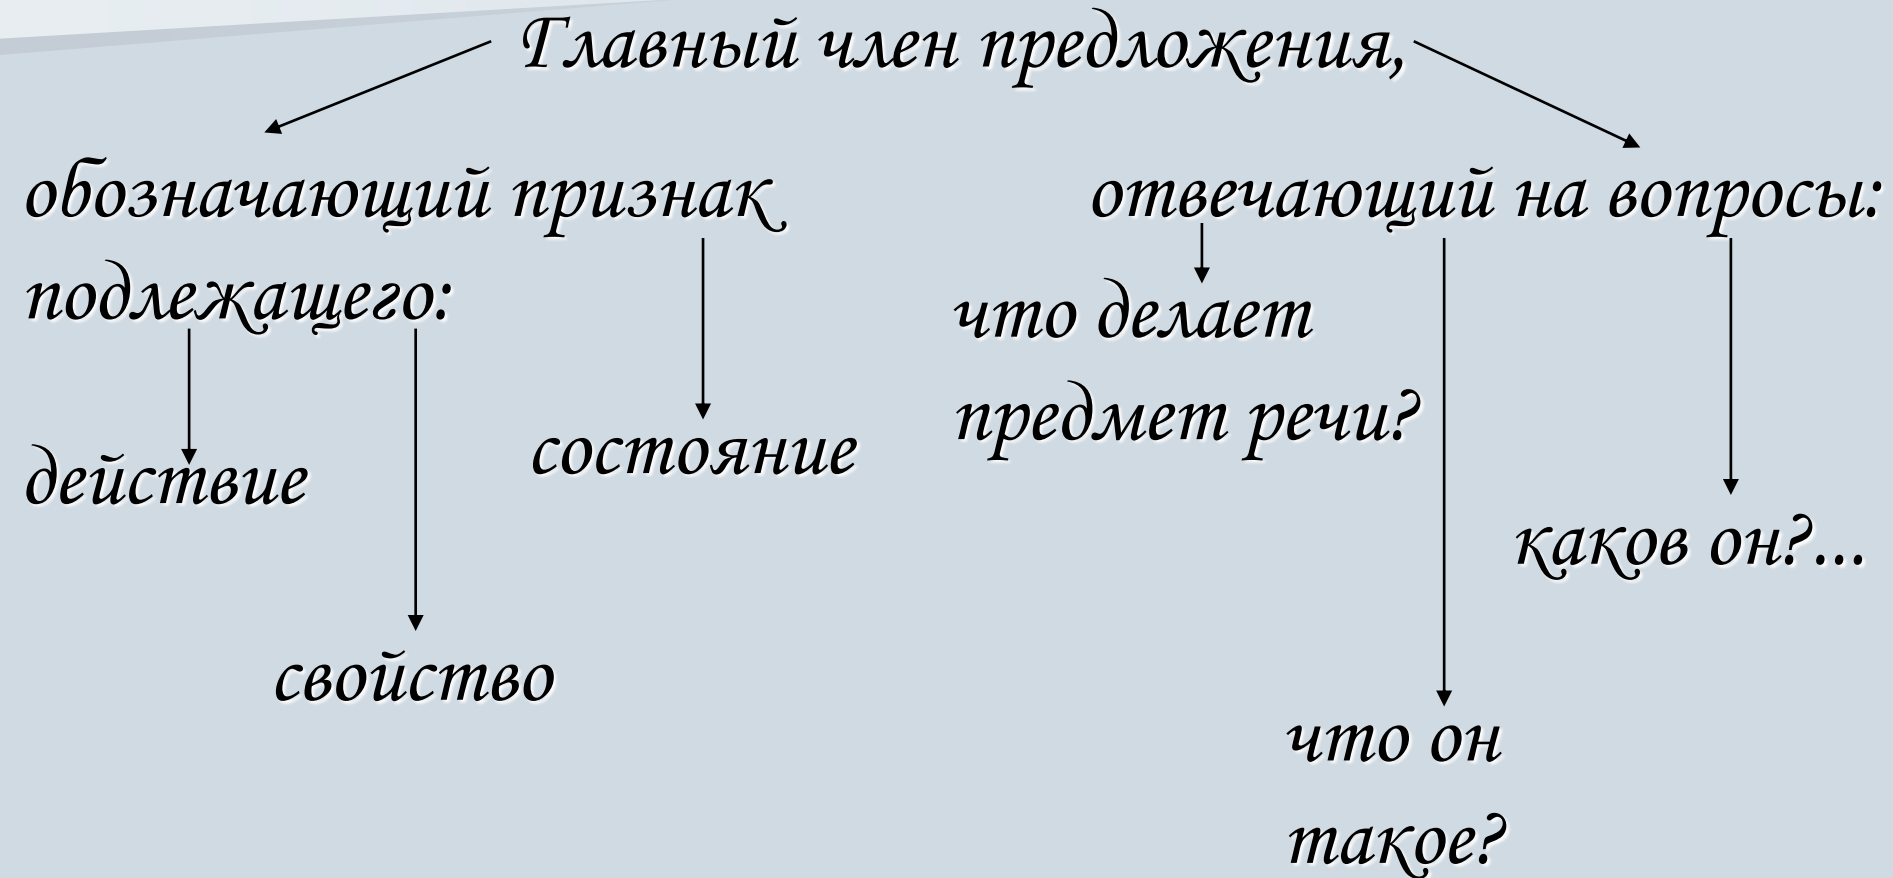 Главный член предложения,
обозначающий признак
подлежащего:
действие
свойство
состояние
отвечающий на вопросы:
что делает
предмет речи?
что он
такое?
каков он?...